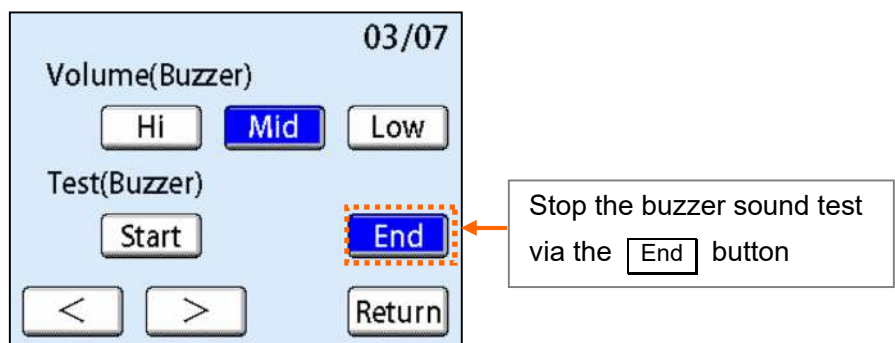 03/07
Volume(Buzzer)
Hi Mid Low
Test(Buzzer)
Start End
< > Return
Stop the buzzer sound test
via the End button